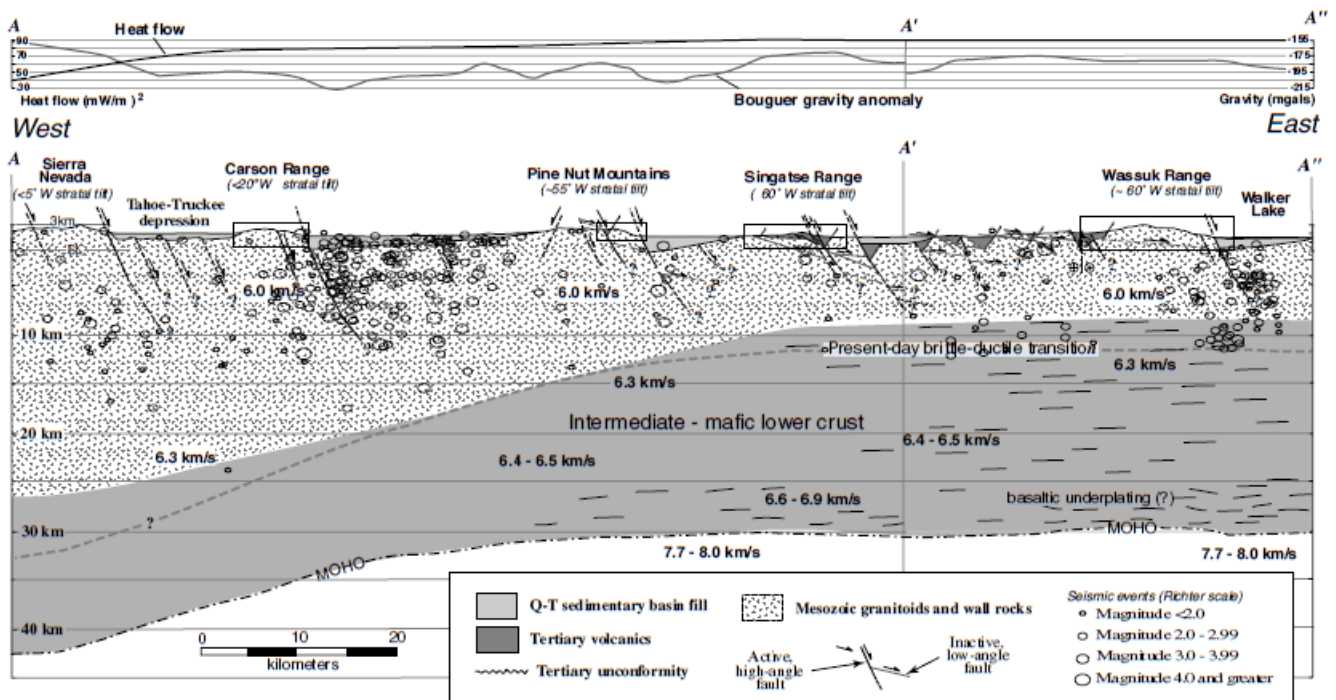 A
A'
A''
Heat flow
90
70
50
30
-155
-175
-195
-215
Heat flow (mW/m )²
Bouguer gravity anomaly
Gravity (mgals)
West
East
A
A'
A''
Sierra
Nevada
(<5° W stratal tilt)
Carson Range
(<20° W stratal tilt)
Pine Nut Mountains
(~55° W stratal tilt)
Singatse Range
( 60° W stratal tilt)
Wassuk Range
(~ 60° W stratal tilt)
Walker
Lake
Tahoe-Truckee
depression
3km
6.0 km/s
6.0 km/s
6.0 km/s
10 km
Present-day brittle-ductile transition?
6.3 km/s
6.3 km/s
Intermediate - mafic lower crust
20 km
6.3 km/s
6.4 - 6.5 km/s
6.4 - 6.5 km/s
6.6 - 6.9 km/s
basaltic underplating (?)
?
30 km
MOHO
MOHO
7.7 - 8.0 km/s
7.7 - 8.0 km/s
40 km
0 10 20
kilometers
Q-T sedimentary basin fill
Tertiary volcanics
Tertiary unconformity
Mesozoic granitoids and wall rocks
Active,
high-angle
fault
Inactive,
low-angle
fault
Seismic events (Richter scale)
Magnitude <2.0
Magnitude 2.0 - 2.99
Magnitude 3.0 - 3.99
Magnitude 4.0 and greater